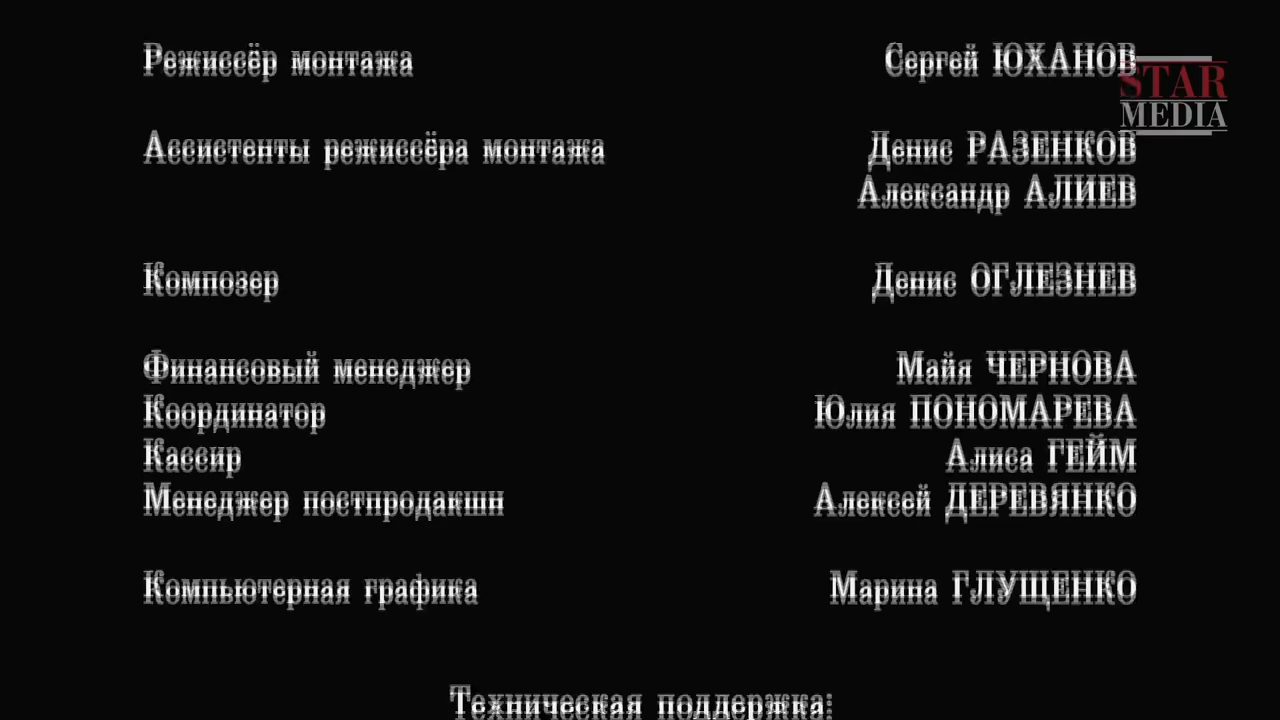 Режиссёр монтажа Сергей ЮХАНОВ
STAR
MEDIA
Ассистенты режиссёра монтажа Денис РАЗЕНКОВ
Александр АЛИЕВ
Композер Денис ОГЛЕЗНЕВ
Финансовый менеджер Майя ЧЕРНОВА
Координатор Юлия ПОНОМАРЕВА
Кассир Алиса ГЕЙМ
Менеджер постпродакшн Алексей ДЕРЕВЯНКО
Компьютерная графика Марина ГЛУЩЕНКО
Техническая поддержка: